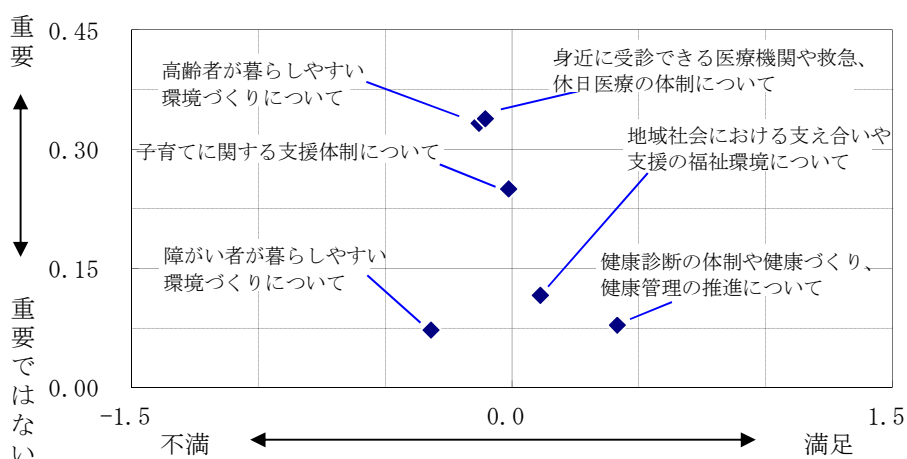 重要
0.45
身近に受診できる医療機関や救急、
休日医療の体制について
高齢者が暮らしやすい
環境づくりについて
地域社会における支え合いや
支援の福祉環境について
0.30
子育てに関する支援体制について
障がい者が暮らしやすい
環境づくりについて
健康診断の体制や健康づくり、
健康管理の推進について
0.15
重要ではない
0.00
-1.5
0.0
1.5
不満
満足